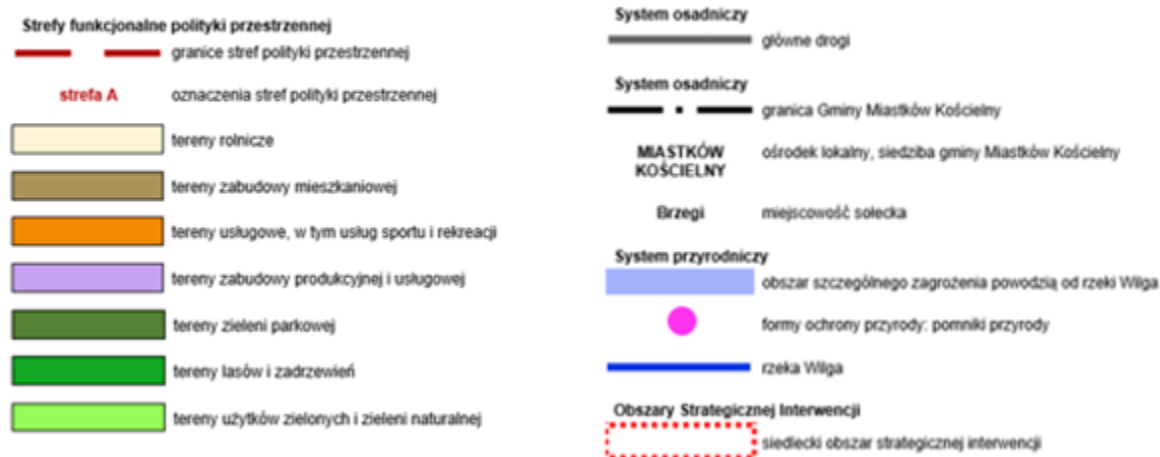 Strefy funkcjonalne polityki przestrzennej
granice stref polityki przestrzennej
strefa A oznaczenia stref polityki przestrzennej
tereny rolnicze
tereny zabudowy mieszkaniowej
tereny usługowe, w tym usług sportu i rekreacji
tereny zabudowy produkcyjnej i usługowej
tereny zieleni parkowej
tereny lasów i zadrzewień
tereny użytków zielonych i zieleni naturalnej
System osadniczy
główne drogi
System osadniczy
granica Gminy Miastków Kościelny
MIASTKÓW
KOŚCIELNY
ośrodek lokalny, siedziba gminy Miastków Kościelny
Brzegi miejscowość sołecka
System przyrodniczy
obszar szczególnego zagrożenia powodzią od rzeki Wilga
formy ochrony przyrody: pomniki przyrody
rzeka Wilga
Obszary Strategicznej Interwencji
siedlecki obszar strategicznej interwencji